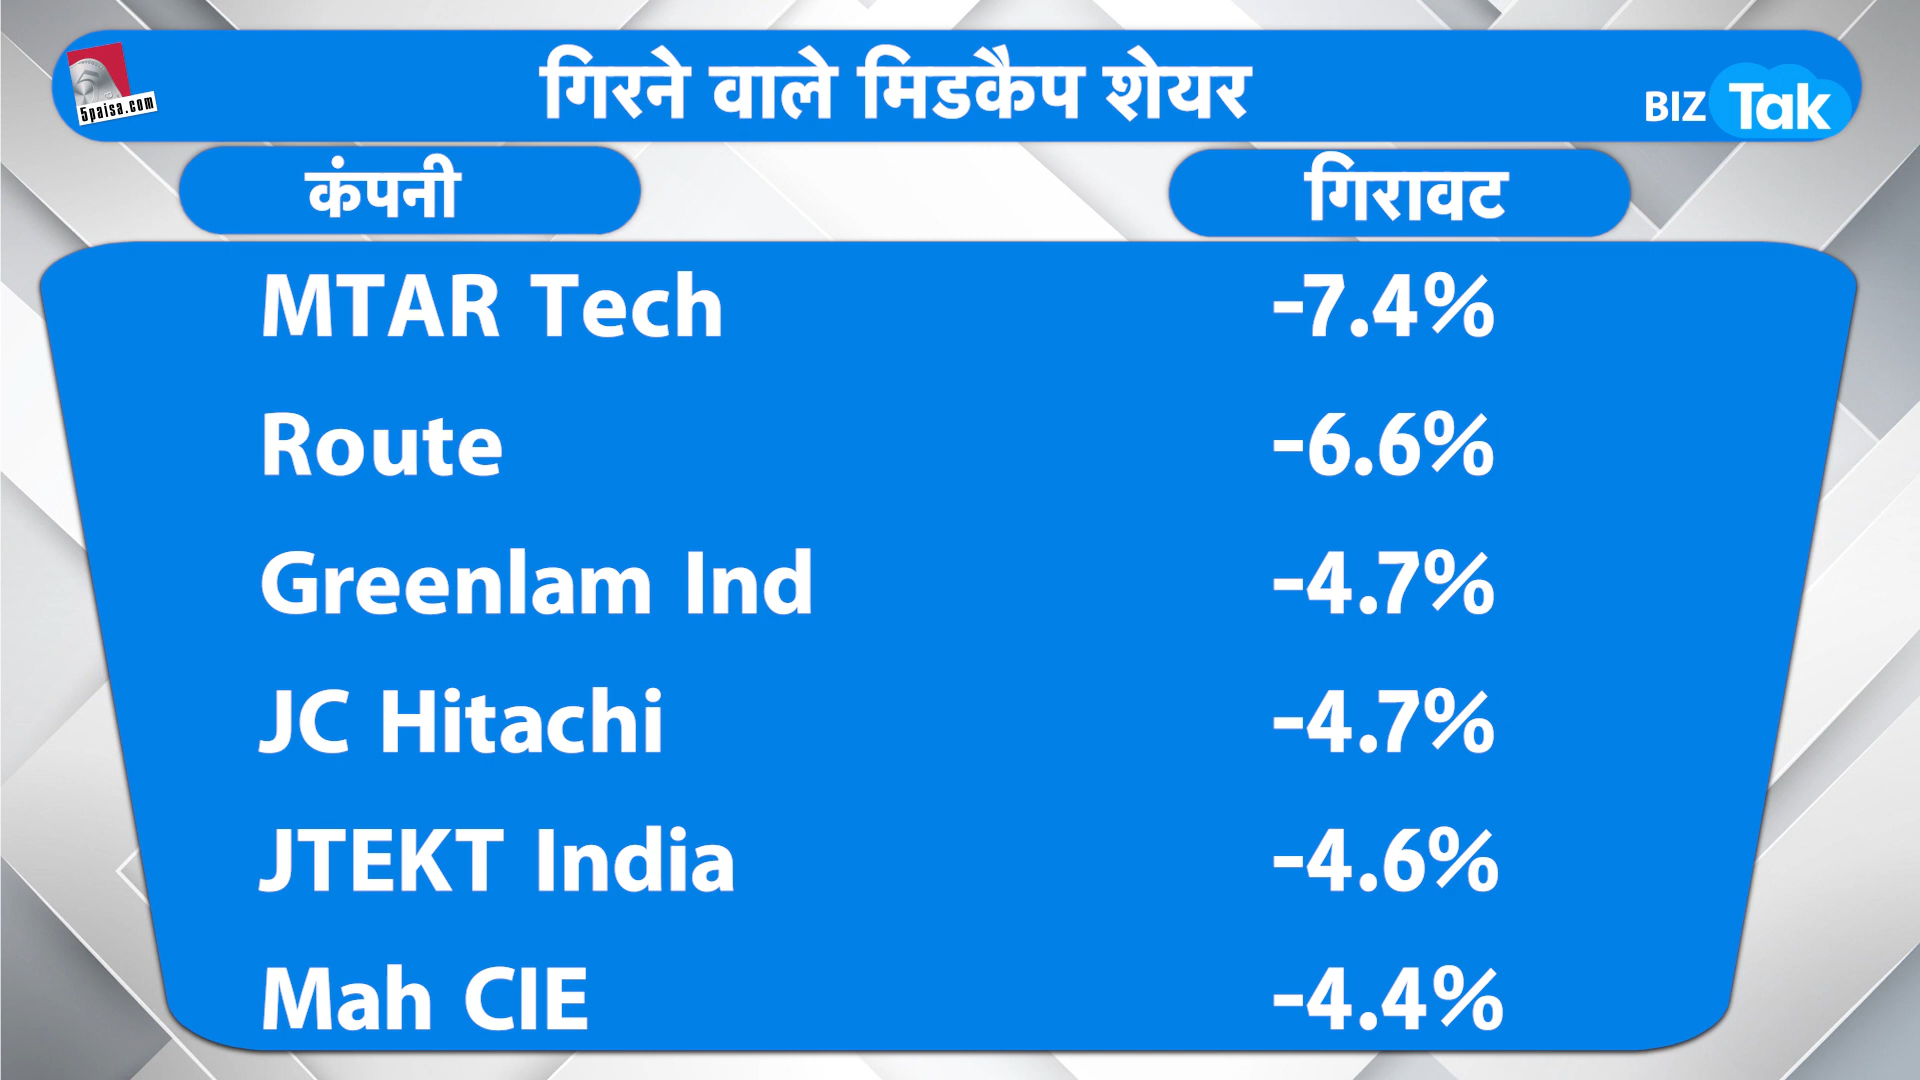 5paisa.com
गिरने वाले मिडकैप शेयर
BIZ Tak
कंपनी गिरावट
MTAR Tech -7.4%
Route -6.6%
Greenlam Ind -4.7%
JC Hitachi -4.7%
JTEKT India -4.6%
Mah CIE -4.4%